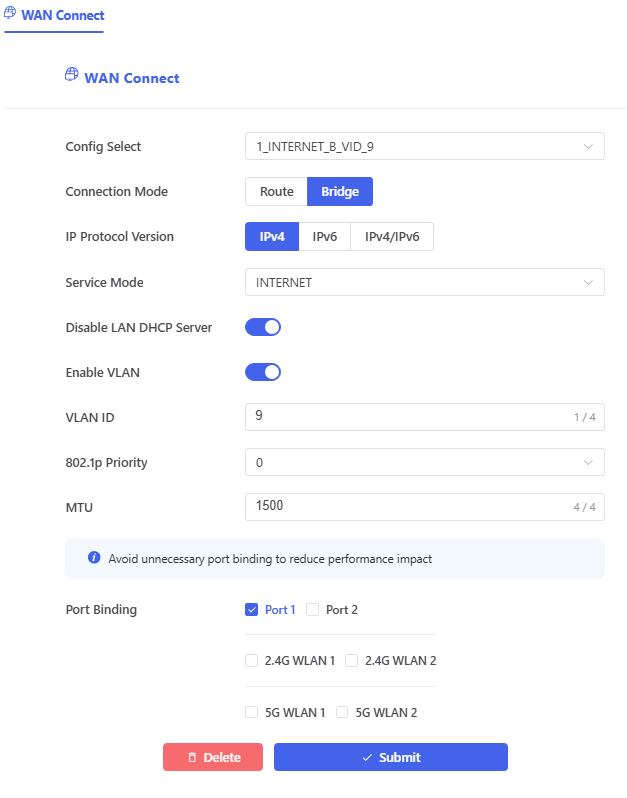 WAN Connect
WAN Connect
Config Select 1_INTERNET_B_VID_9
Connection Mode Route Bridge
IP Protocol Version IPv4 IPv6 IPv4/IPv6
Service Mode INTERNET
Disable LAN DHCP Server
Enable VLAN
VLAN ID 9 1 / 4
802.1p Priority 0
MTU 1500 4 / 4
Avoid unnecessary port binding to reduce performance impact
Port Binding Port 1 Port 2
2.4G WLAN 1 2.4G WLAN 2
5G WLAN 1 5G WLAN 2
Delete Submit